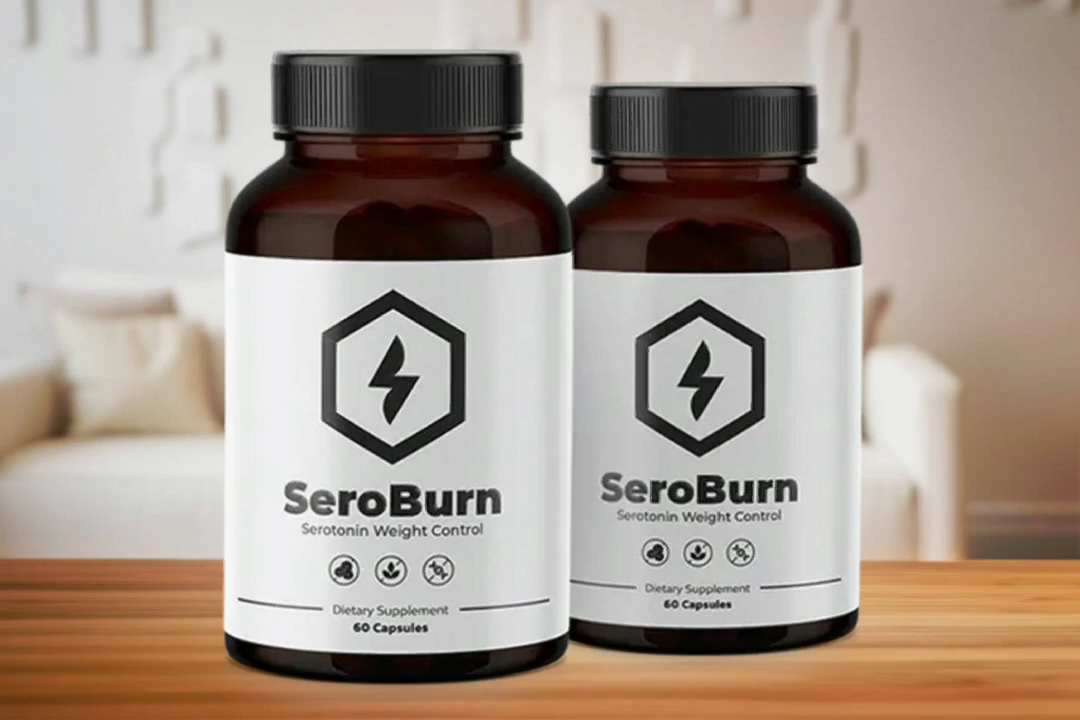 SeroBurn
Serotonin Weight Control
Dietary Supplement
60 Capsules
SeroBurn
Serotonin Weight Control
Dietary Supplement
60 Capsules